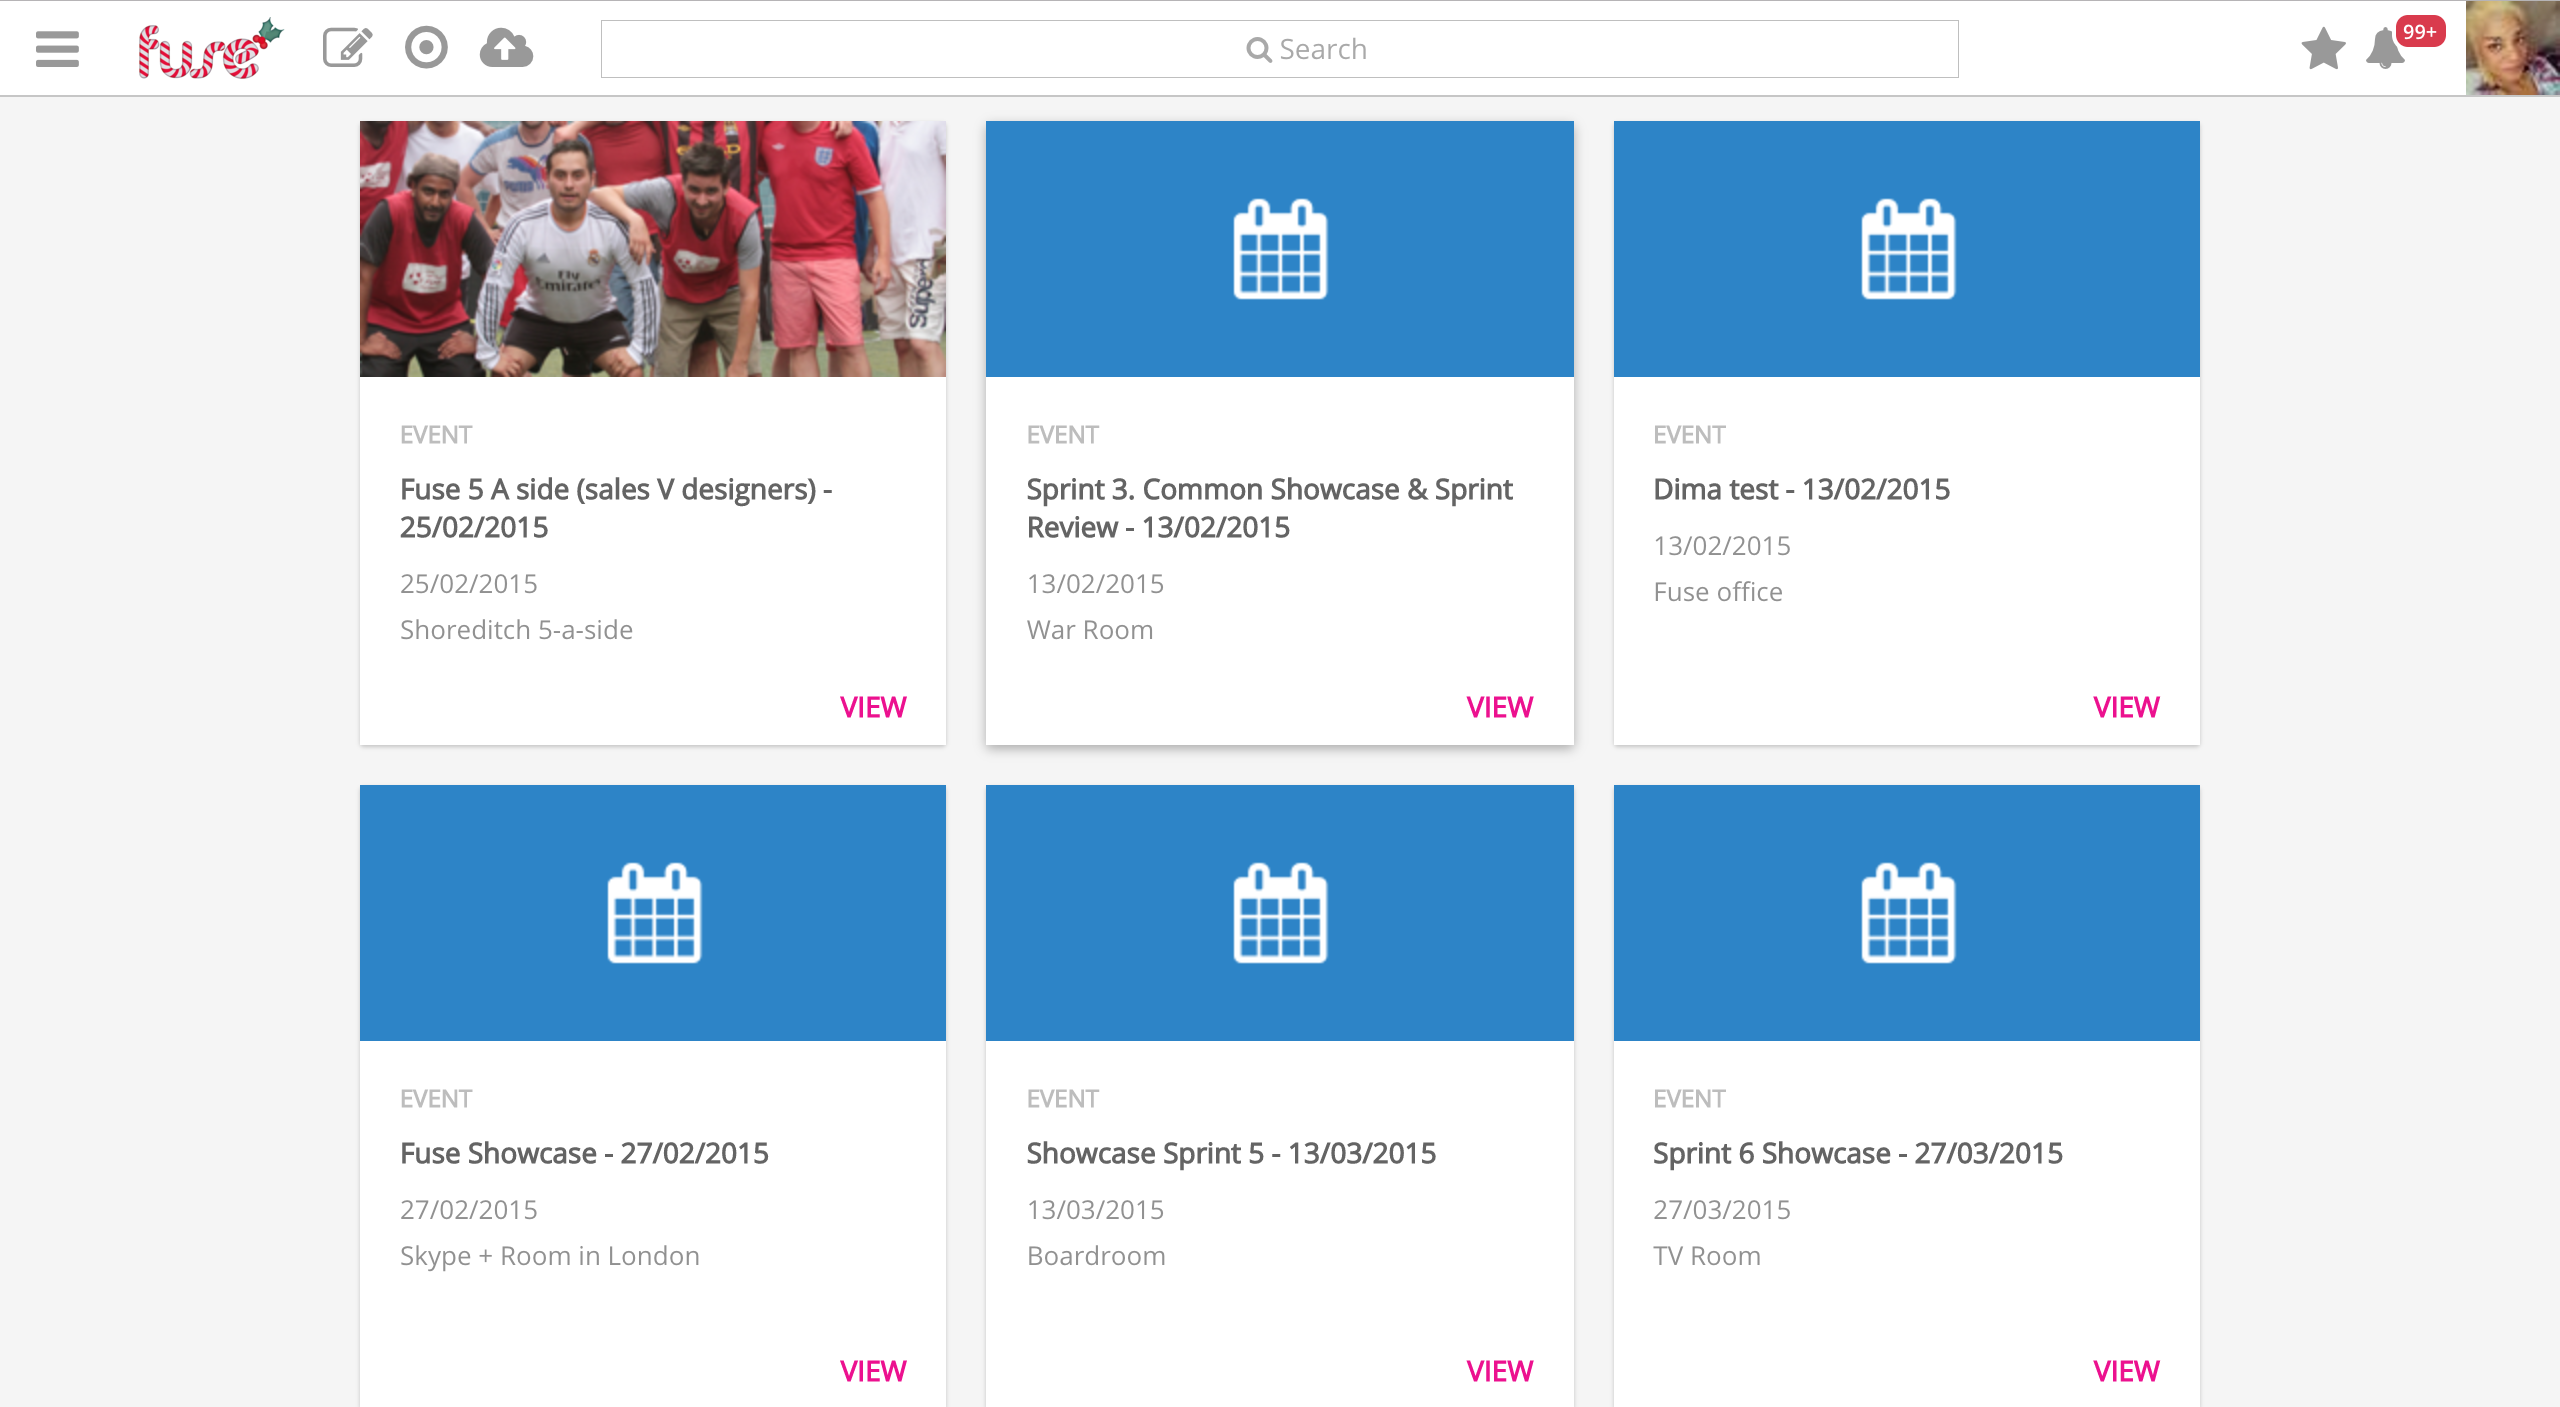 fuse
Search
99+
PUMA
Fly
Emirates
Super
EVENT
Fuse 5 A side (sales V designers) -
25/02/2015
25/02/2015
Shoreditch 5-a-side
VIEW
EVENT
Sprint 3. Common Showcase & Sprint
Review - 13/02/2015
13/02/2015
War Room
VIEW
EVENT
Dima test - 13/02/2015
13/02/2015
Fuse office
VIEW
EVENT
Fuse Showcase - 27/02/2015
27/02/2015
Skype + Room in London
VIEW
EVENT
Showcase Sprint 5 - 13/03/2015
13/03/2015
Boardroom
VIEW
EVENT
Sprint 6 Showcase - 27/03/2015
27/03/2015
TV Room
VIEW